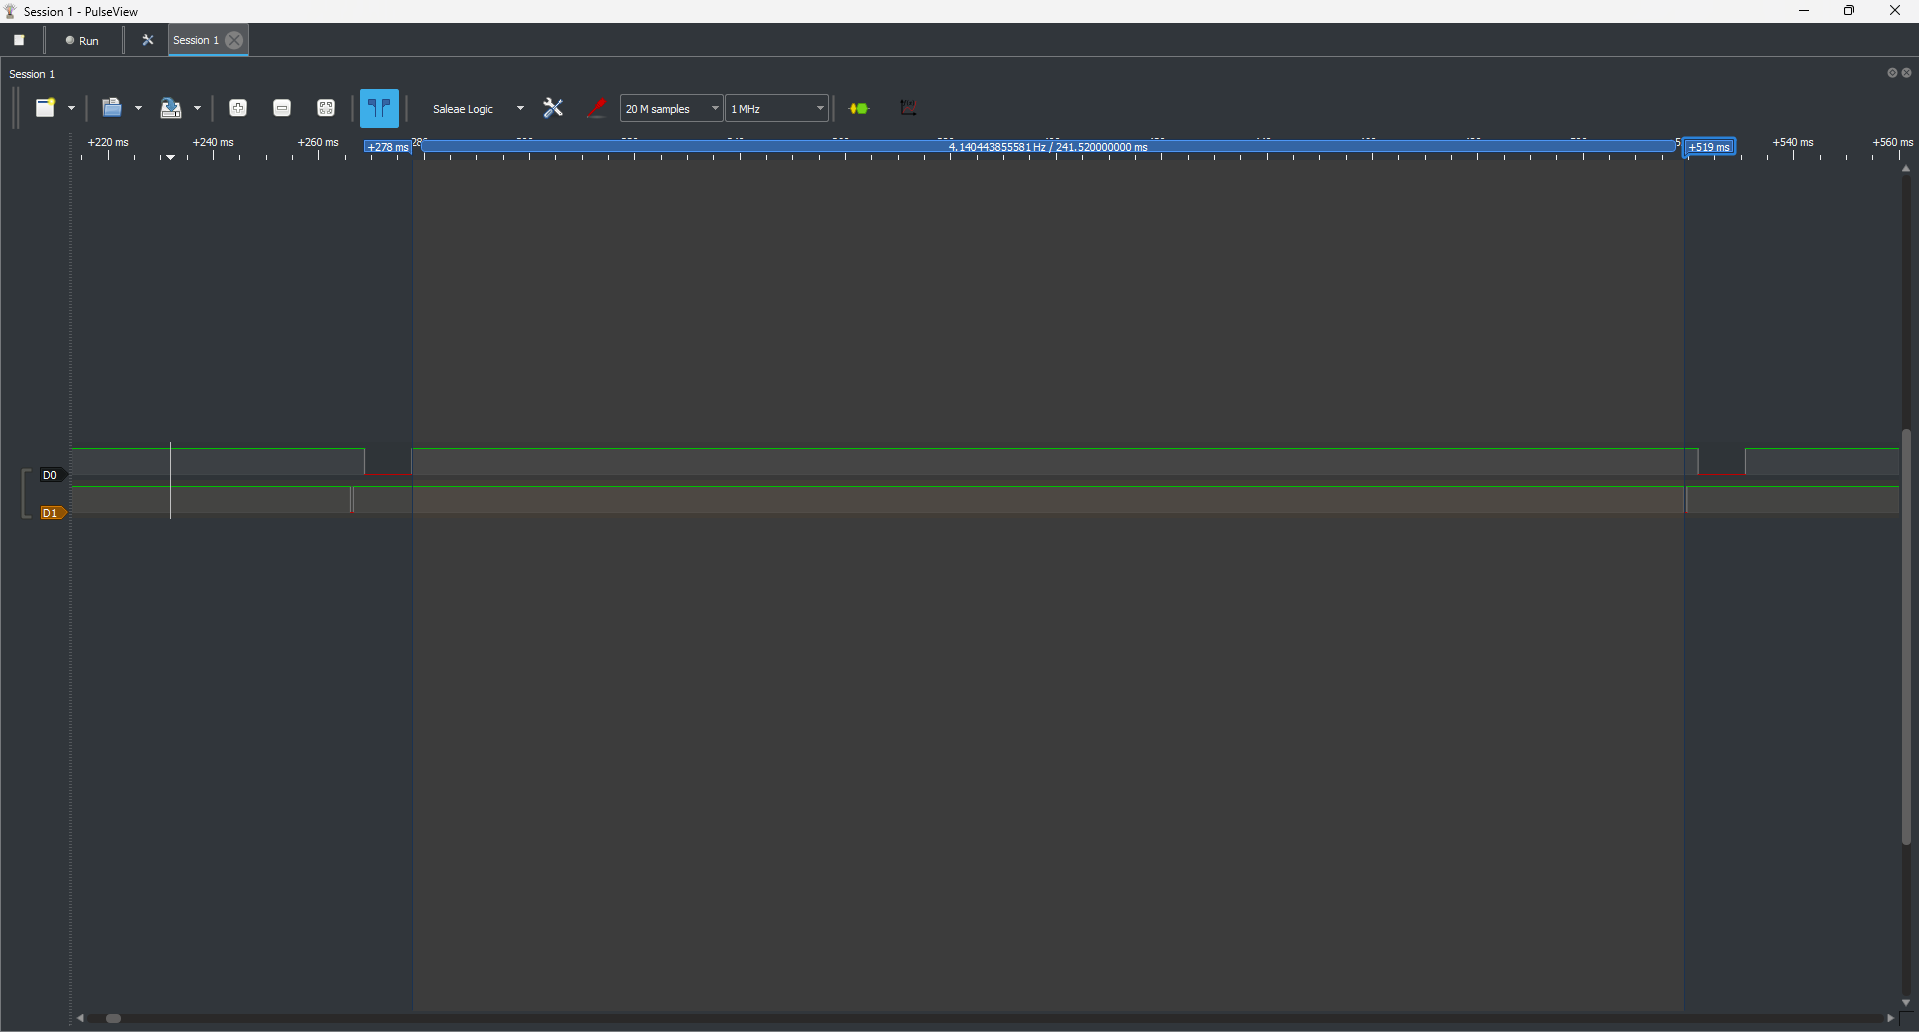 Session 1 - PulseView
Run
Session 1
Session 1
Saleae Logic
20 M samples
1 MHz
+220 ms
+240 ms
+260 ms
+278 ms
4.140443855581 Hz / 241.520000000 ms
+519 ms
+540 ms
+560 ms
D0
D1